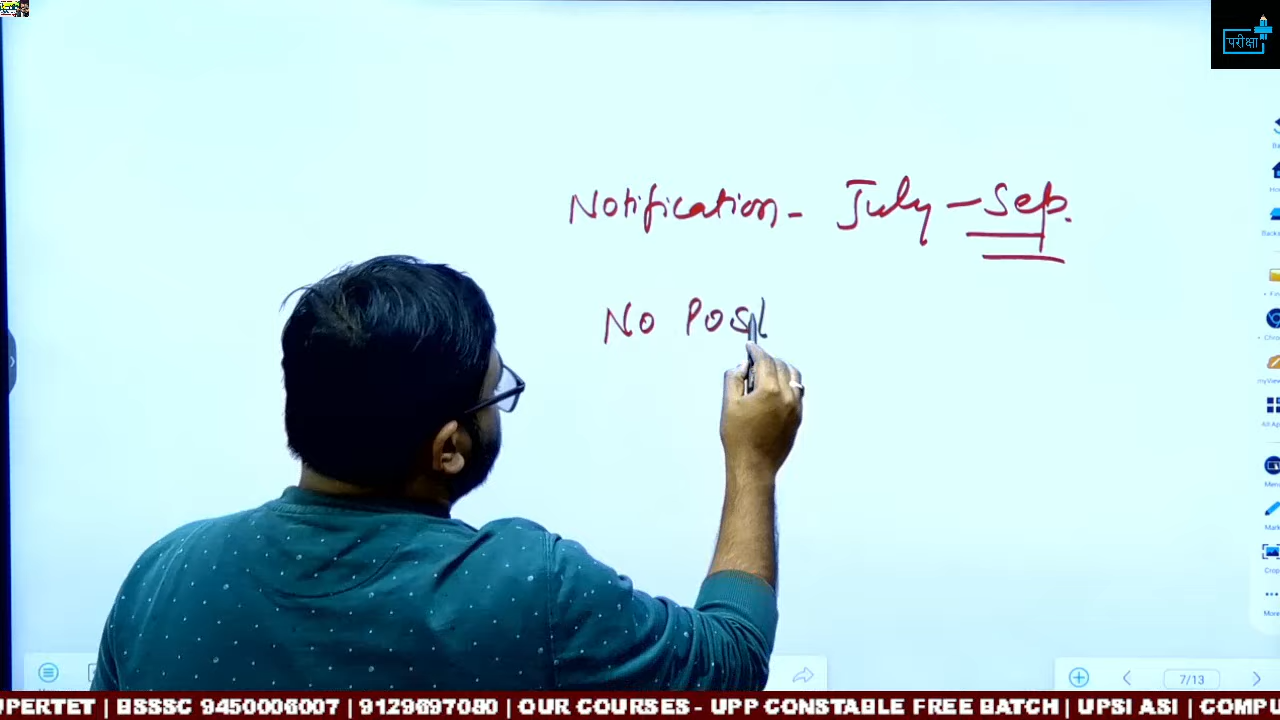 परीक्षा
Notification - July - Sep.
No Post
7/13
UPERTET | BSSSC 9450006007 | 9129697080 | OUR COURSES - UPP CONSTABLE FREE BATCH | UPSI ASI | COMPU